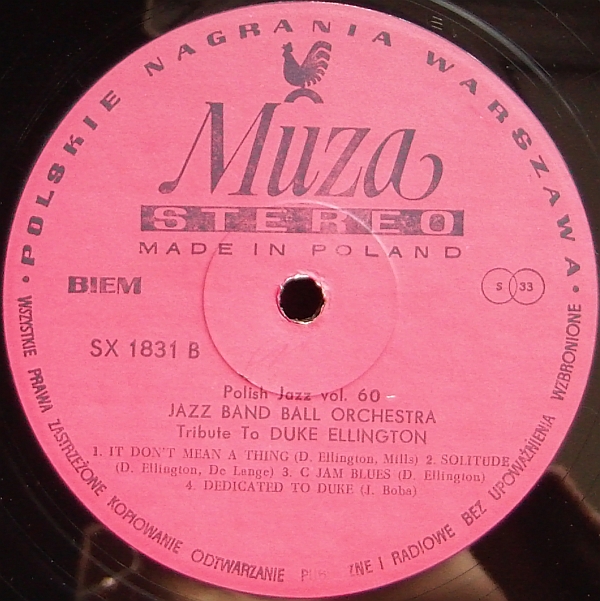 • POLSKIE NAGRANIA WARSZAWA •
Muza
STEREO
MADE IN POLAND
BIEM
S 33
SX 1831 B
Polish Jazz vol. 60
JAZZ BAND BALL ORCHESTRA
Tribute To DUKE ELLINGTON
1. IT DON'T MEAN A THING (D. Ellington, Mills) 2. SOLITUDE
(D. Ellington, De Lange) 3. C JAM BLUES (D. Ellington)
4. DEDICATED TO DUKE (J. Boba)
WSZYSTKIE PRAWA ZASTRZEŻONE KOPIOWANIE ODTWARZANIE I RADIOWE BEZ UPOWAŻNIENIA WZBRONIONE